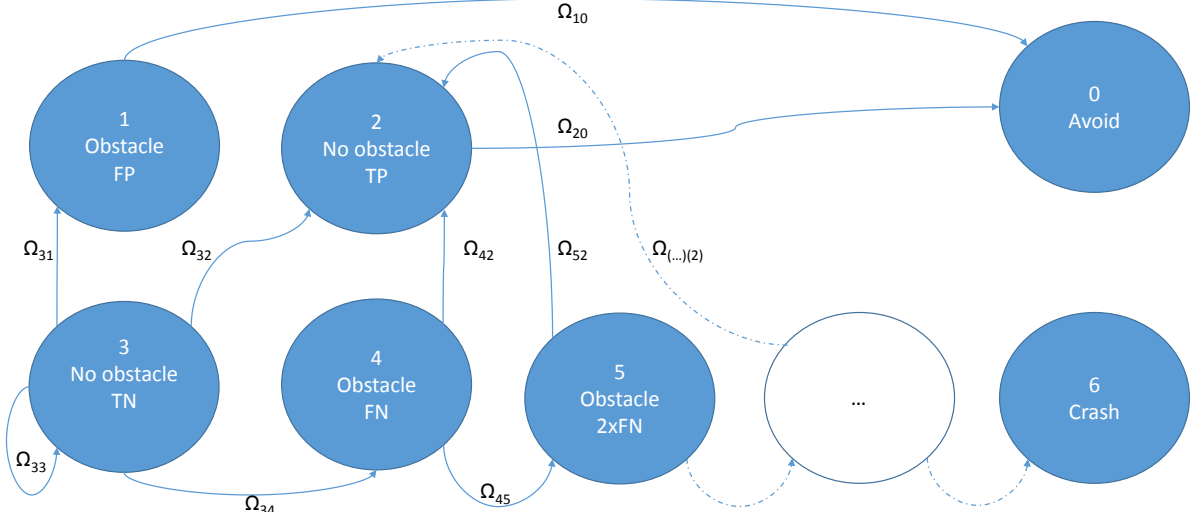 Ω10
1
Obstacle
FP
2
No obstacle
TP
Ω20
0
Avoid
Ω31
Ω32
Ω42
Ω52
Ω(...)(2)
3
No obstacle
TN
4
Obstacle
FN
5
Obstacle
2xFN
...
6
Crash
Ω33
Ω34
Ω45